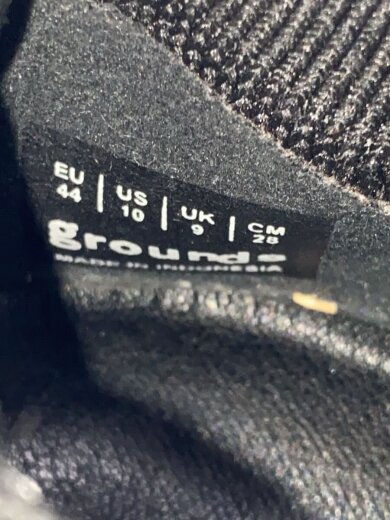 EU | US | UK | CM
44 | 10 | 9 | 28
grounds
MADE IN INDONESIA